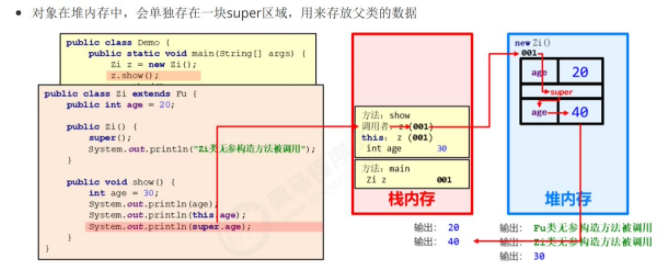 • 对象在堆内存中，会单独存在一块super区域，用来存放父类的数据
public class Demo {
public static void main(String[] args) {
Zi z = new Zi();
z.show();
public class Zi extends Fu {
public int age = 20;
public Zi() {
super();
System.out.println("Zi类无参构造方法被调用");
}
public void show() {
int age = 30;
System.out.println(age);
System.out.println(this.age);
System.out.println(super.age);
}
}
方法：show
调用者：z (001)
this： z (001)
int age 30
方法：main
Zi z 001
栈内存
new Zi()
001
age 20
super
age 40
堆内存
输出： 20
输出： 40
输出： Fu类无参构造方法被调用
输出： Zi类无参构造方法被调用
输出： 30